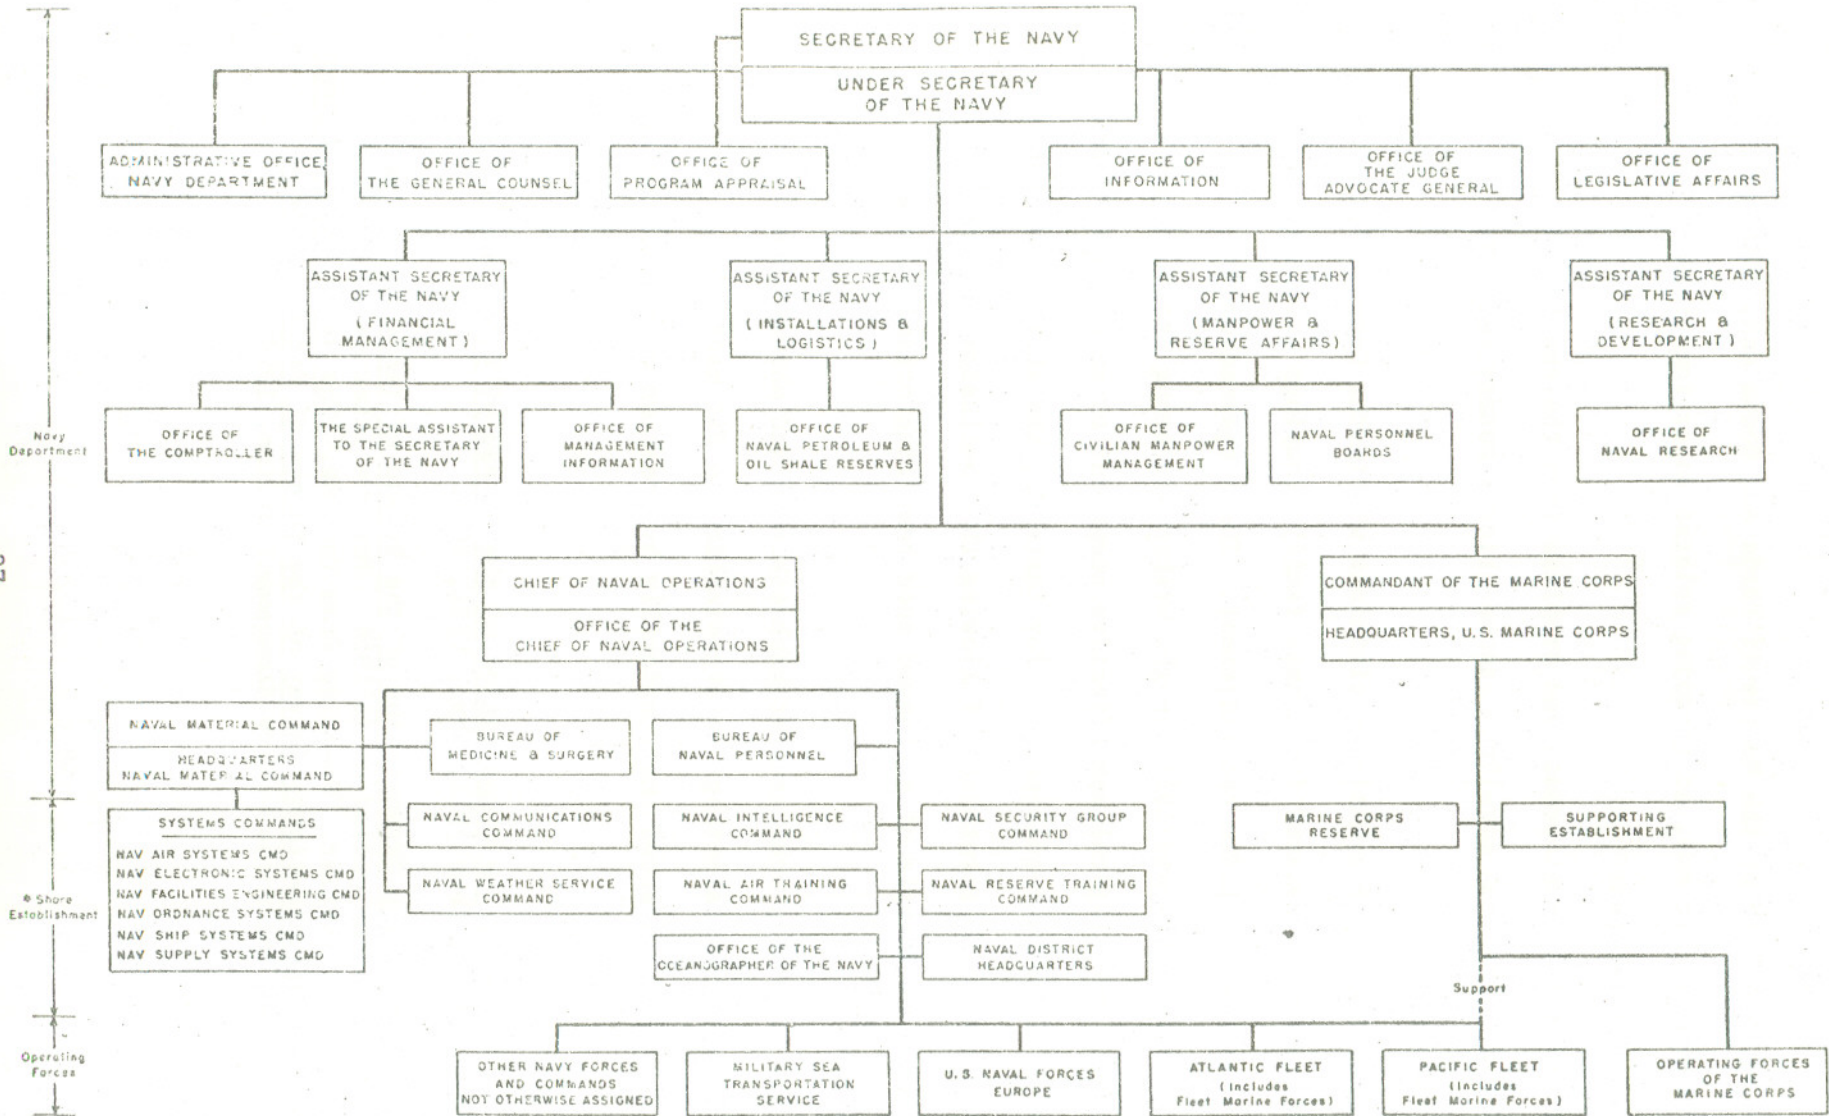 SECRETARY OF THE NAVY
UNDER SECRETARY
OF THE NAVY
ADMINISTRATIVE OFFICE
NAVY DEPARTMENT
OFFICE OF
THE GENERAL COUNSEL
OFFICE OF
PROGRAM APPRAISAL
OFFICE OF
INFORMATION
OFFICE OF
THE JUDGE
ADVOCATE GENERAL
OFFICE OF
LEGISLATIVE AFFAIRS
ASSISTANT SECRETARY
OF THE NAVY
(FINANCIAL
MANAGEMENT)
ASSISTANT SECRETARY
OF THE NAVY
(INSTALLATIONS &
LOGISTICS)
ASSISTANT SECRETARY
OF THE NAVY
(MANPOWER &
RESERVE AFFAIRS)
ASSISTANT SECRETARY
OF THE NAVY
(RESEARCH &
DEVELOPMENT)
OFFICE OF
THE COMPTROLLER
THE SPECIAL ASSISTANT
TO THE SECRETARY
OF THE NAVY
OFFICE OF
MANAGEMENT
INFORMATION
OFFICE OF
NAVAL PETROLEUM &
OIL SHALE RESERVES
OFFICE OF
CIVILIAN MANPOWER
MANAGEMENT
NAVAL PERSONNEL
BOARDS
OFFICE OF
NAVAL RESEARCH
Navy
Department
CHIEF OF NAVAL OPERATIONS
OFFICE OF THE
CHIEF OF NAVAL OPERATIONS
COMMANDANT OF THE MARINE CORPS
HEADQUARTERS, U.S. MARINE CORPS
NAVAL MATERIAL COMMAND
HEADQUARTERS
NAVAL MATERIAL COMMAND
BUREAU OF
MEDICINE & SURGERY
BUREAU OF
NAVAL PERSONNEL
SYSTEMS COMMANDS
NAV AIR SYSTEMS CMD
NAV ELECTRONIC SYSTEMS CMD
NAV FACILITIES ENGINEERING CMD
NAV ORDNANCE SYSTEMS CMD
NAV SHIP SYSTEMS CMD
NAV SUPPLY SYSTEMS CMD
NAVAL COMMUNICATIONS
COMMAND
NAVAL INTELLIGENCE
COMMAND
NAVAL SECURITY GROUP
COMMAND
MARINE CORPS
RESERVE
SUPPORTING
ESTABLISHMENT
NAVAL WEATHER SERVICE
COMMAND
NAVAL AIR TRAINING
COMMAND
NAVAL RESERVE TRAINING
COMMAND
* Shore
Establishment
OFFICE OF THE
OCEANOGRAPHER OF THE NAVY
NAVAL DISTRICT
HEADQUARTERS
Support
Operating
Forces
OTHER NAVY FORCES
AND COMMANDS
NOT OTHERWISE ASSIGNED
MILITARY SEA
TRANSPORTATION
SERVICE
U. S. NAVAL FORCES
EUROPE
ATLANTIC FLEET
(Includes
Fleet Marine Forces)
PACIFIC FLEET
(Includes
Fleet Marine Forces)
OPERATING FORCES
OF THE
MARINE CORPS